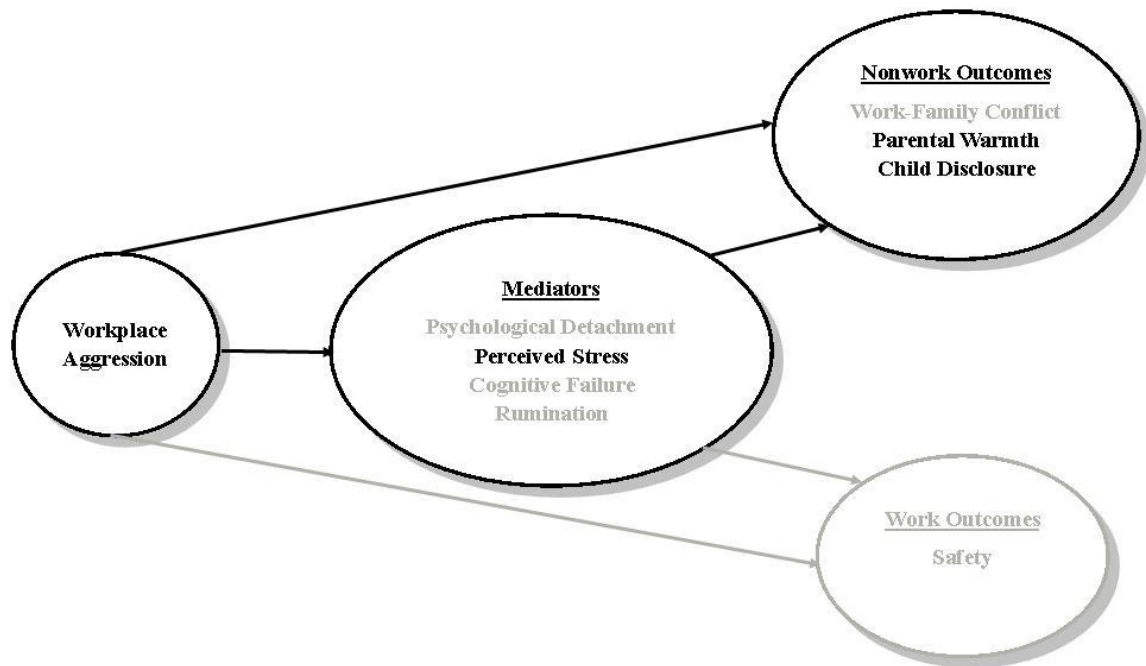 Nonwork Outcomes
Work-Family Conflict
Parental Warmth
Child Disclosure
Mediators
Psychological Detachment
Perceived Stress
Cognitive Failure
Rumination
Workplace
Aggression
Work Outcomes
Safety